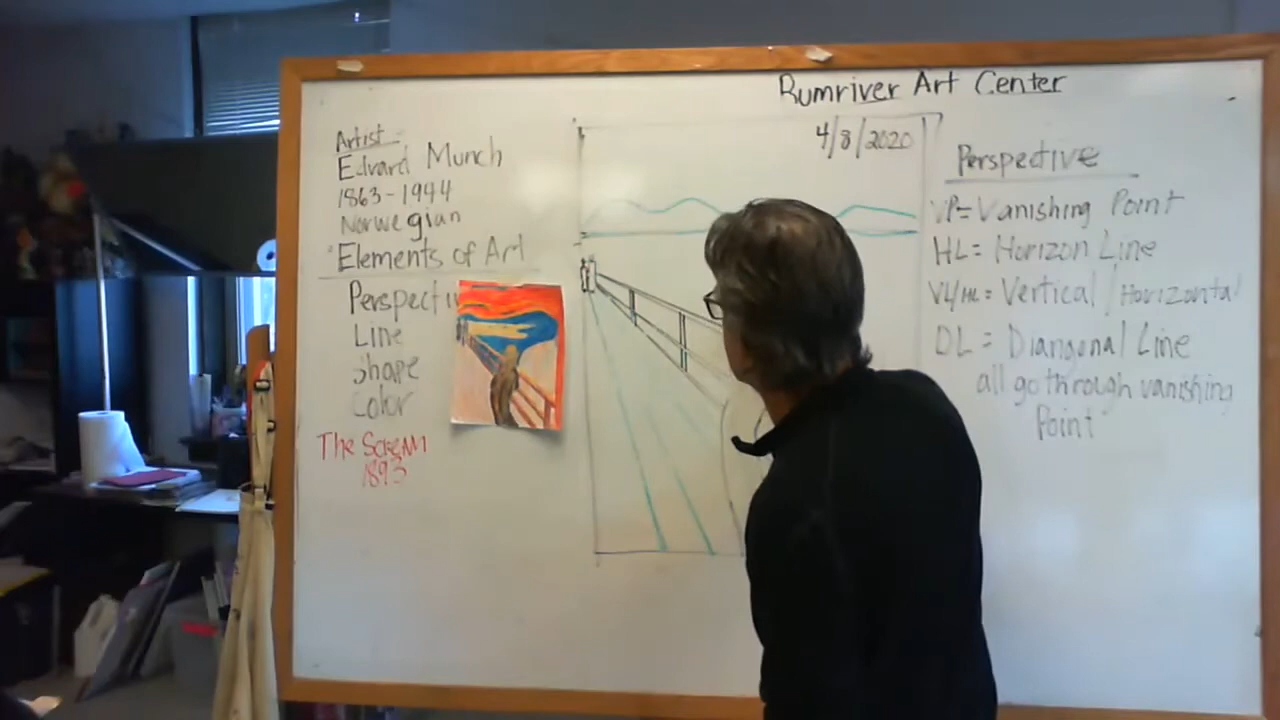 Rumriver Art Center
4/8/2020
Artist
Edvard Munch
1863-1944
Norwegian
Elements of Art
Perspecti
Line
Shape
Color
The Scream
1893
Perspective
VP= Vanishing Point
HL= Horizon Line
VL/HL= Vertical / Horizontal
DL= Diangonal Line
all go through vanishing
Point